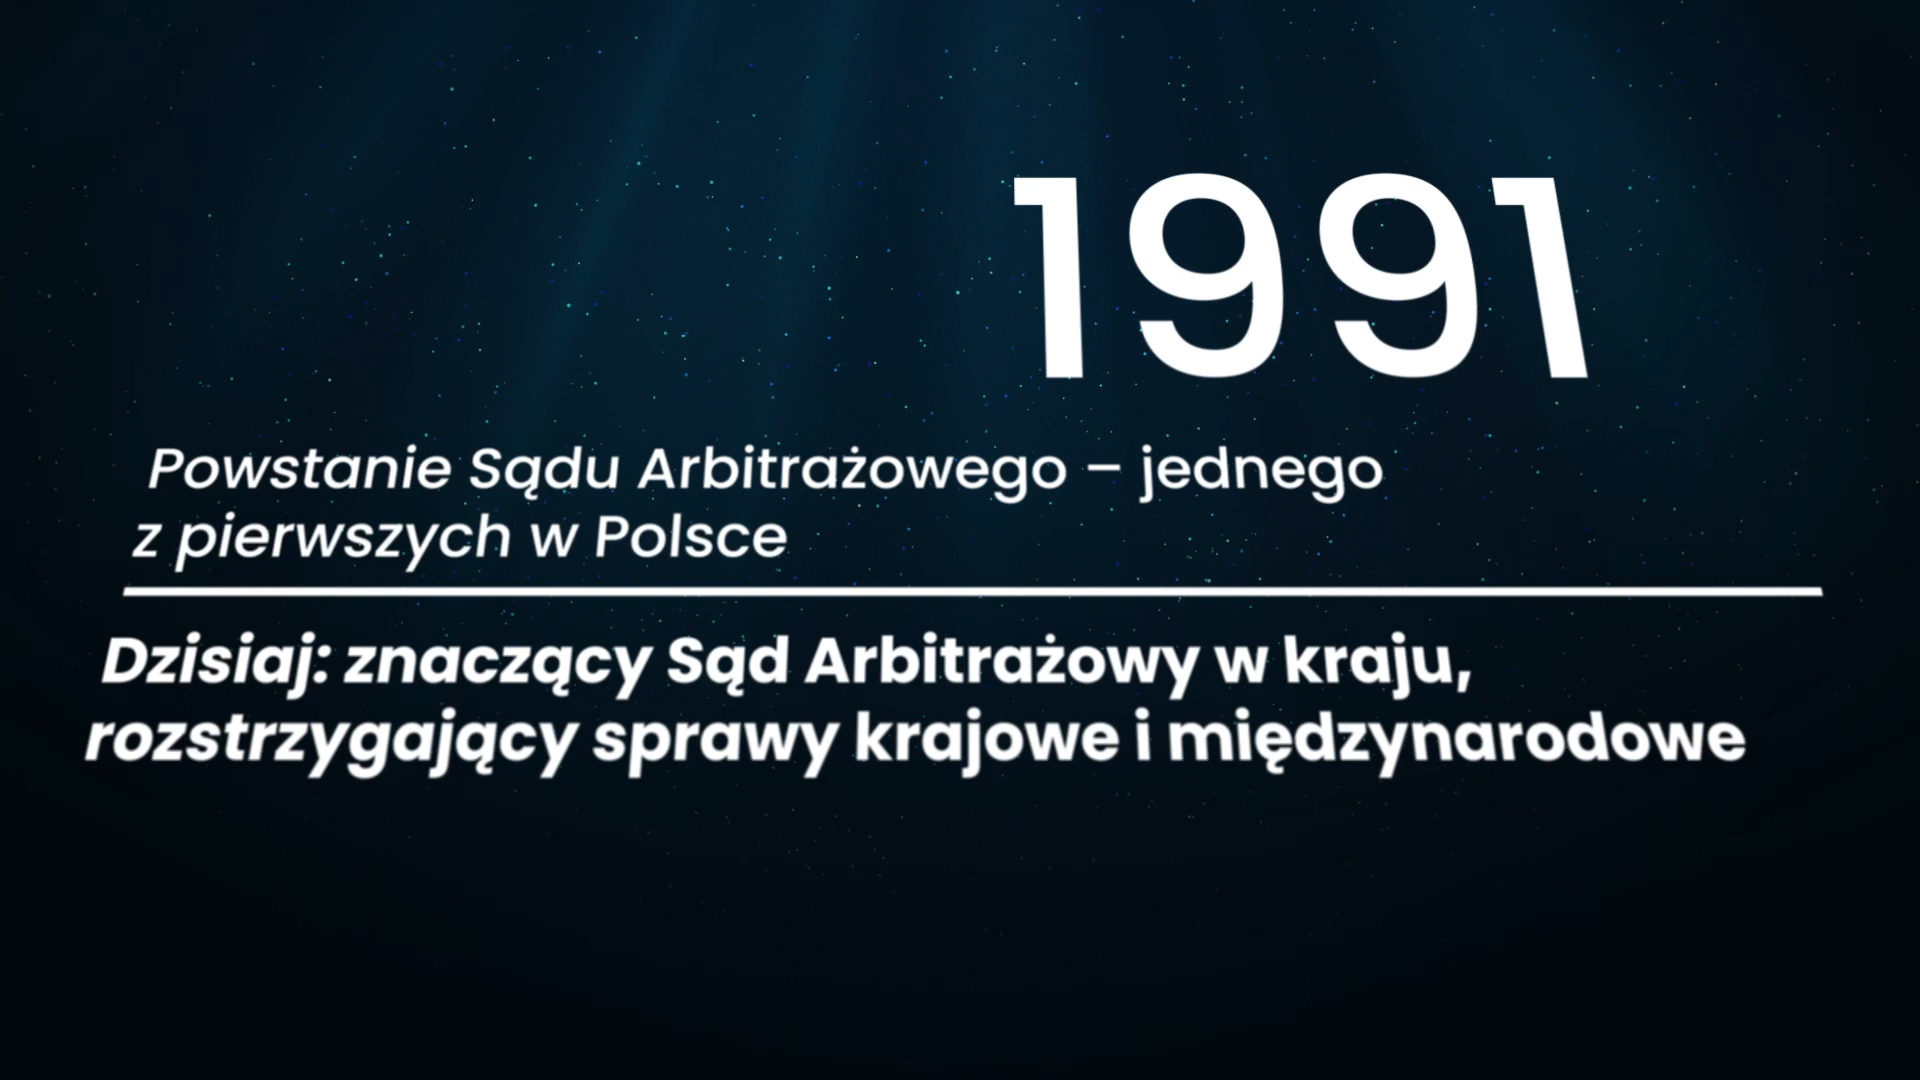 1991
Powstanie Sądu Arbitrażowego – jednego
z pierwszych w Polsce
Dzisiaj: znaczący Sąd Arbitrażowy w kraju,
rozstrzygający sprawy krajowe i międzynarodowe